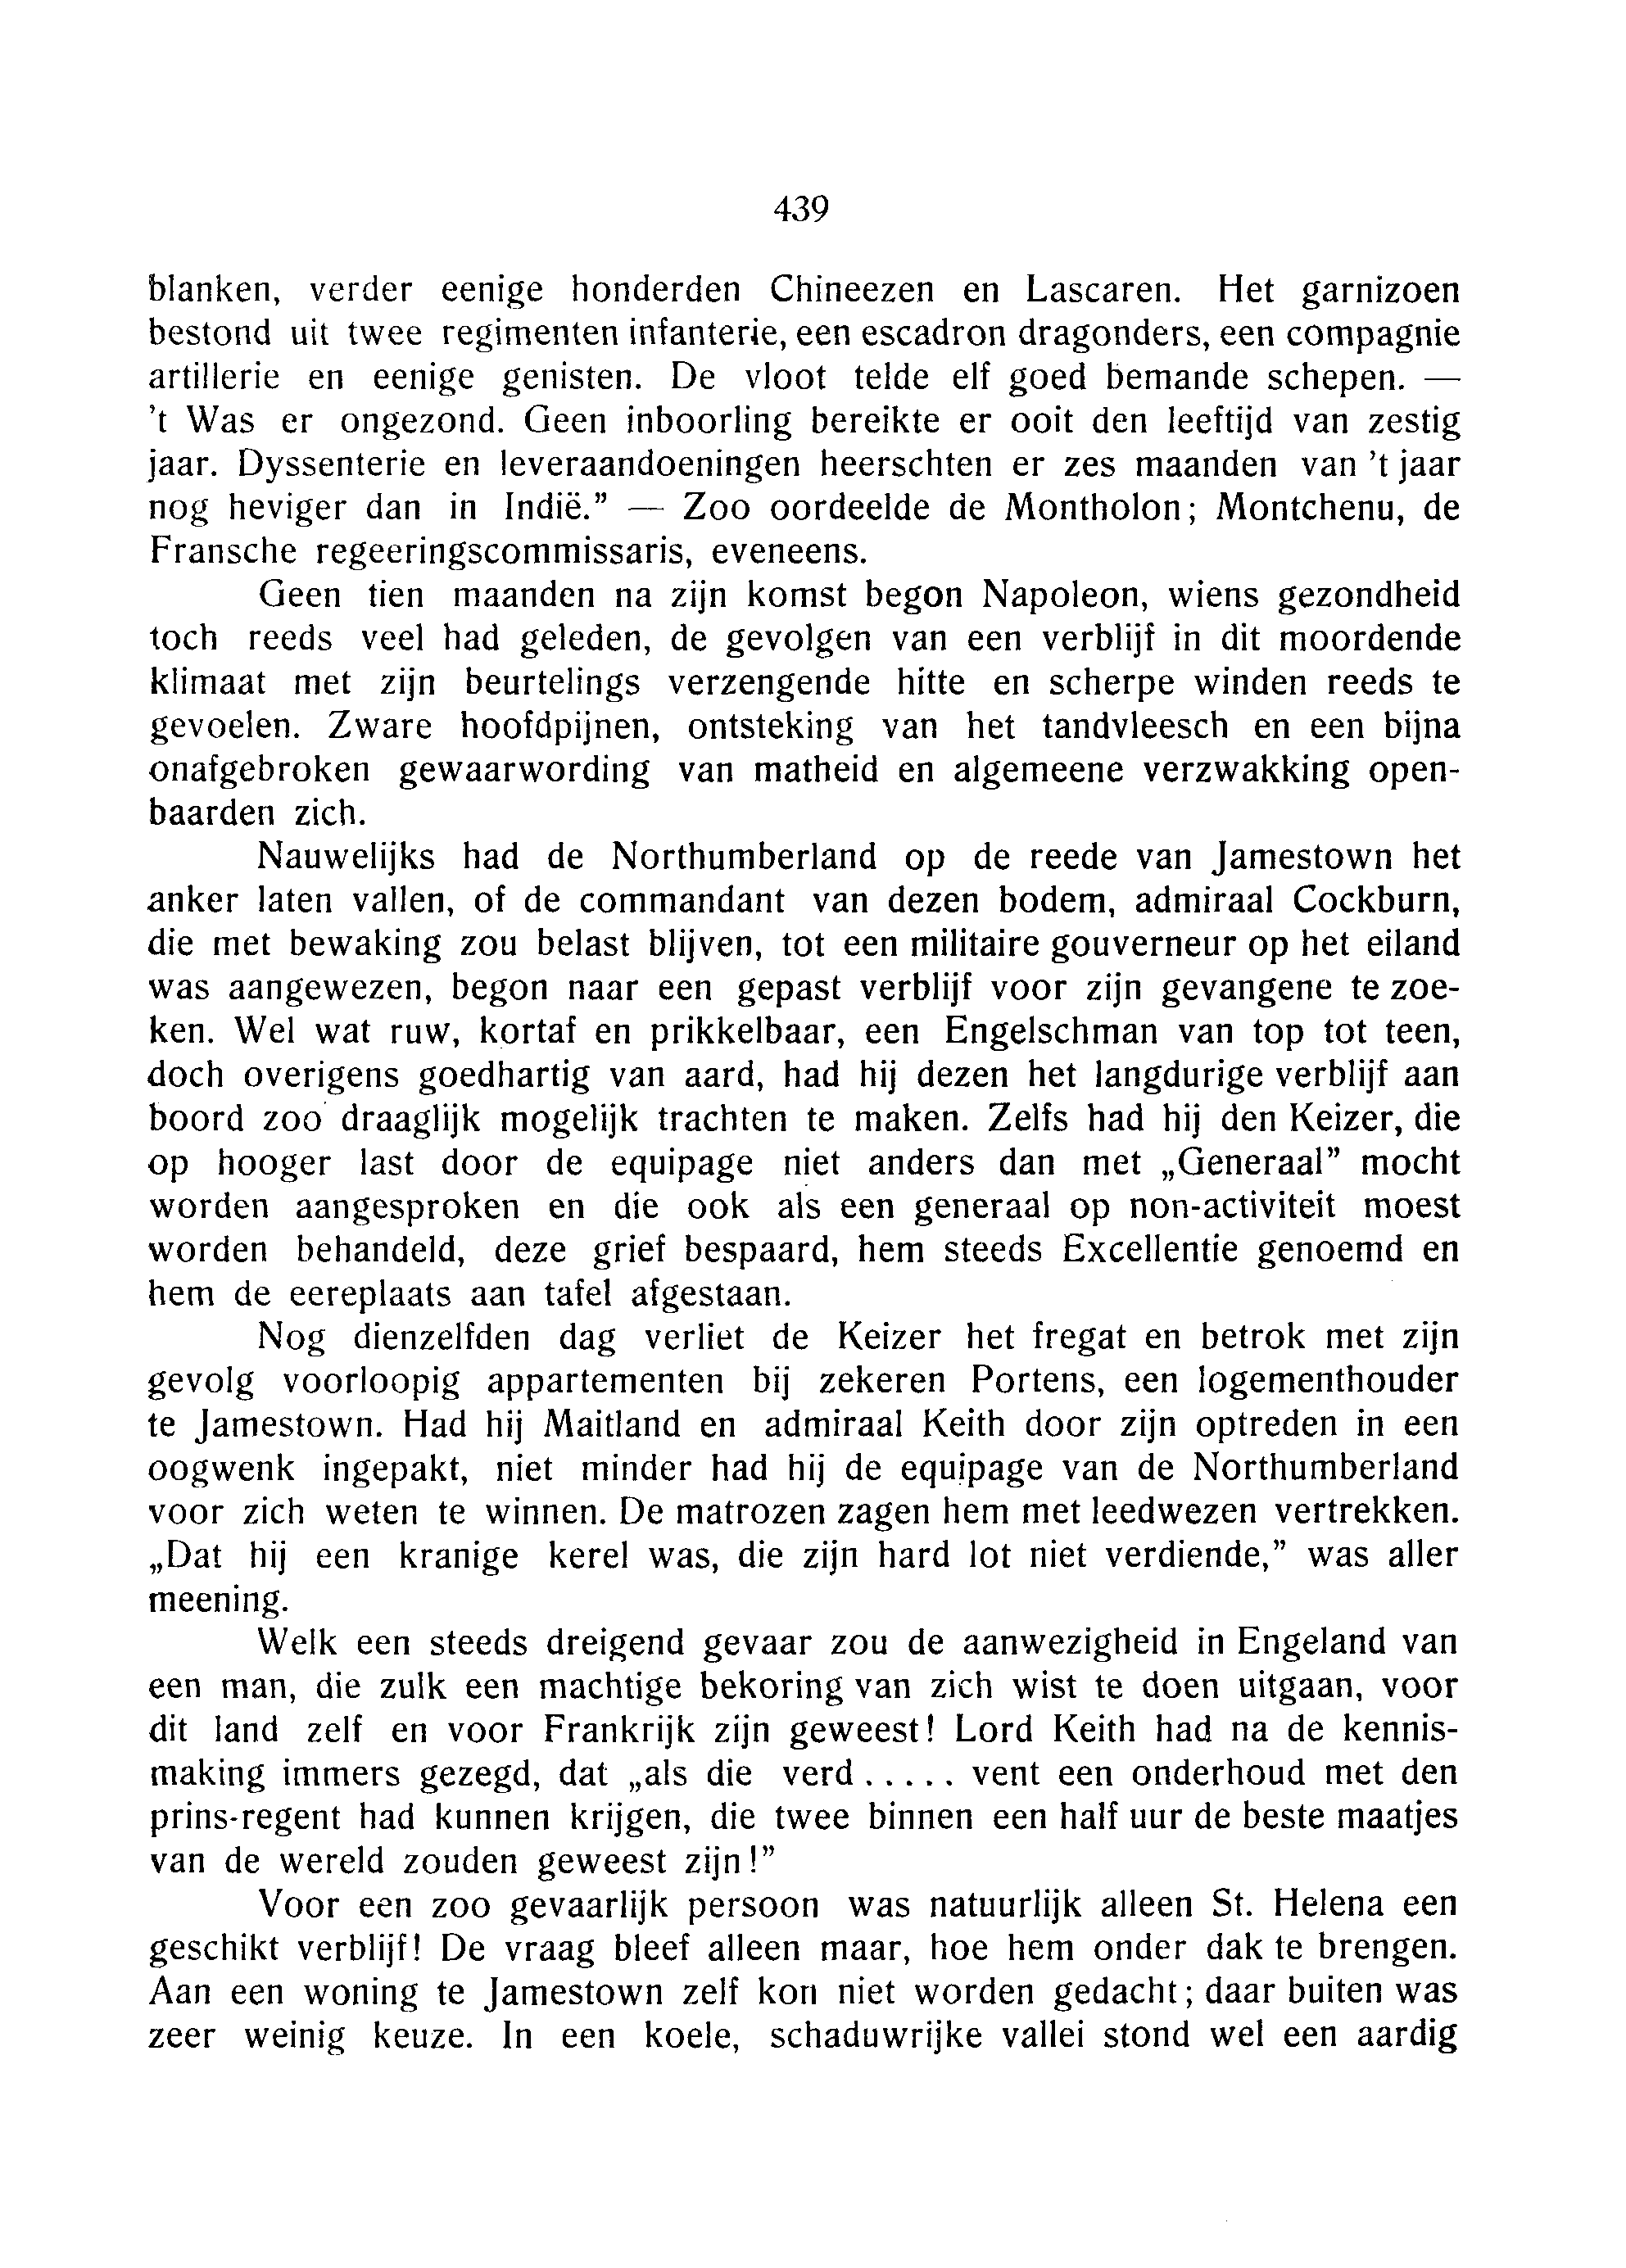 439
blanken, verder eenige honderden Chineezen en Lascaren. Het garnizoen
bestond uit twee regimenten infanterie, een escadron dragonders, een compagnie
artillerie en eenige genisten. De vloot telde elf goed bemande schepen. —
't Was er ongezond. Geen inboorling bereikte er ooit den leeftijd van zestig
jaar. Dyssenterie en leveraandoeningen heerschten er zes maanden van 't jaar
nog heviger dan in Indië.” — Zoo oordeelde de Montholon; Montchenu, de
Fransche regeeringscommissaris, eveneens.
Geen tien maanden na zijn komst begon Napoleon, wiens gezondheid
toch reeds veel had geleden, de gevolgen van een verblijf in dit moordende
klimaat met zijn beurtelings verzengende hitte en scherpe winden reeds te
gevoelen. Zware hoofdpijnen, ontsteking van het tandvleesch en een bijna
onafgebroken gewaarwording van matheid en algemeene verzwakking open-
baarden zich.
Nauwelijks had de Northumberland op de reede van Jamestown het
anker laten vallen, of de commandant van dezen bodem, admiraal Cockburn,
die met bewaking zou belast blijven, tot een militaire gouverneur op het eiland
was aangewezen, begon naar een gepast verblijf voor zijn gevangene te zoe-
ken. Wel wat ruw, kortaf en prikkelbaar, een Engelschman van top tot teen,
doch overigens goedhartig van aard, had hij dezen het langdurige verblijf aan
boord zoo draaglijk mogelijk trachten te maken. Zelfs had hij den Keizer, die
op hooger last door de equipage niet anders dan met „Generaal” mocht
worden aangesproken en die ook als een generaal op non-activiteit moest
worden behandeld, deze grief bespaard, hem steeds Excellentie genoemd en
hem de eereplaats aan tafel afgestaan.
Nog dienzelfden dag verliet de Keizer het fregat en betrok met zijn
gevolg voorloopig appartementen bij zekeren Portens, een logementhouder
te Jamestown. Had hij Maitland en admiraal Keith door zijn optreden in een
oogwenk ingepakt, niet minder had hij de equipage van de Northumberland
voor zich weten te winnen. De matrozen zagen hem met leedwezen vertrekken.
„Dat hij een kranige kerel was, die zijn hard lot niet verdiende,” was aller
meening.
Welk een steeds dreigend gevaar zou de aanwezigheid in Engeland van
een man, die zulk een machtige bekoring van zich wist te doen uitgaan, voor
dit land zelf en voor Frankrijk zijn geweest! Lord Keith had na de kennis-
making immers gezegd, dat „als die verd..... vent een onderhoud met den
prins-regent had kunnen krijgen, die twee binnen een half uur de beste maatjes
van de wereld zouden geweest zijn!”
Voor een zoo gevaarlijk persoon was natuurlijk alleen St. Helena een
geschikt verblijf! De vraag bleef alleen maar, hoe hem onder dak te brengen.
Aan een woning te Jamestown zelf kon niet worden gedacht; daar buiten was
zeer weinig keuze. In een koele, schaduwrijke vallei stond wel een aardig